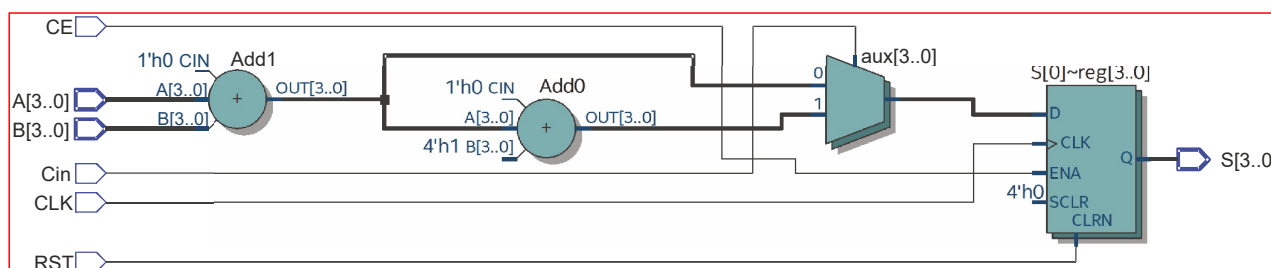 CE
1'h0 CIN
Add1
aux[3..0]
S[0]~reg[3..0]
A[3..0]
OUT[3..0]
1'h0 CIN
Add0
0
A[3..0]
+
B[3..0]
A[3..0]
OUT[3..0]
1
D
B[3..0]
+
4'h1 B[3..0]
CLK
Q
S[3..0
Cin
ENA
CLK
4'h0
SCLR
CLRN
RST